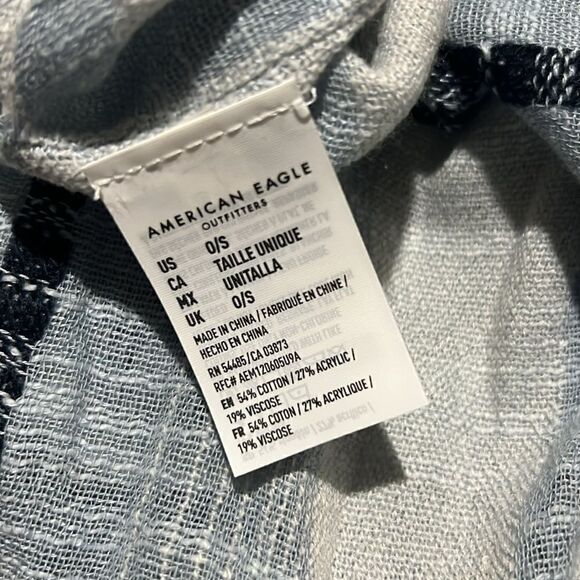 AMERICAN EAGLE
OUTFITTERS
US O/S
CA TAILLE UNIQUE
MX UNITALLA
UK O/S
MADE IN CHINA / FABRIQUÉ EN CHINE /
HECHO EN CHINA
RN 54485/CA 03873
RFC# AEM120605U9A
EN 54% COTTON / 27% ACRYLIC /
19% VISCOSE
FR 54% COTON / 27% ACRYLIQUE /
19% VISCOSE